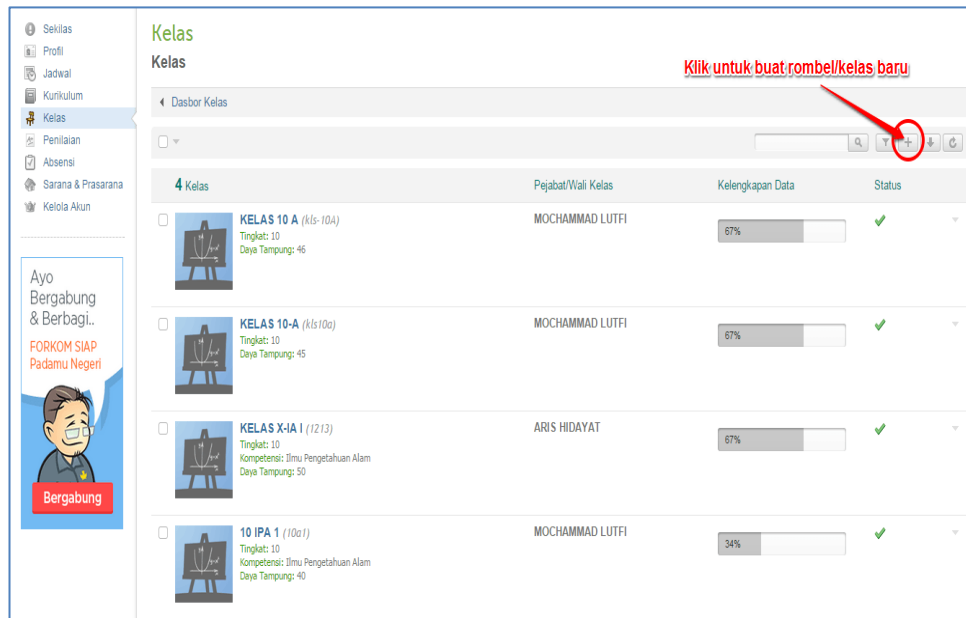 Sekilas
Profil
Jadwal
Kurikulum
Kelas
Penilaian
Absensi
Sarana & Prasarana
Kelola Akun
Ayo
Bergabung
& Berbagi..
FORKOM SIAP
Padamu Negeri
Bergabung
Kelas
Kelas
Klik untuk buat rombel/kelas baru
Dasbor Kelas
4 Kelas Pejabat/Wali Kelas Kelengkapan Data Status
KELAS 10 A (kls-10A) MOCHAMMAD LUTFI 67%
Tingkat: 10
Daya Tampung: 46
KELAS 10-A (kls10a) MOCHAMMAD LUTFI 67%
Tingkat: 10
Daya Tampung: 45
KELAS X-IA I (1213) ARIS HIDAYAT 67%
Tingkat: 10
Kompetensi: Ilmu Pengetahuan Alam
Daya Tampung: 50
10 IPA 1 (10a1) MOCHAMMAD LUTFI 34%
Tingkat: 10
Kompetensi: Ilmu Pengetahuan Alam
Daya Tampung: 40